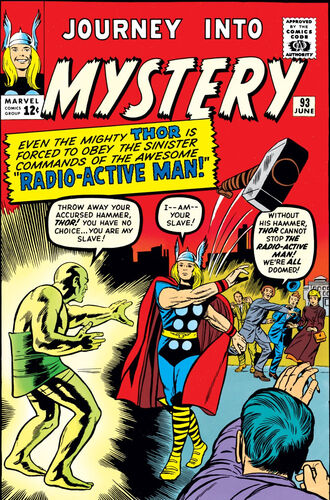 JOURNEY INTO
MYSTERY
APPROVED
BY THE
COMICS
CODE
AUTHORITY
MARVEL
COMICS
GROUP
12¢
93
JUNE
EVEN THE MIGHTY THOR IS
FORCED TO OBEY THE SINISTER
COMMANDS OF THE AWESOME
"RADIO-ACTIVE MAN!"
THROW AWAY
YOUR
ACCURSED HAMMER,
THOR! YOU HAVE
NO CHOICE...YOU
ARE MY
SLAVE!
I--AM--
YOUR
SLAVE!
WITHOUT
HIS HAMMER,
THOR CANNOT
STOP THE
RADIO-ACTIVE
MAN!
WE'RE ALL
DOOMED!